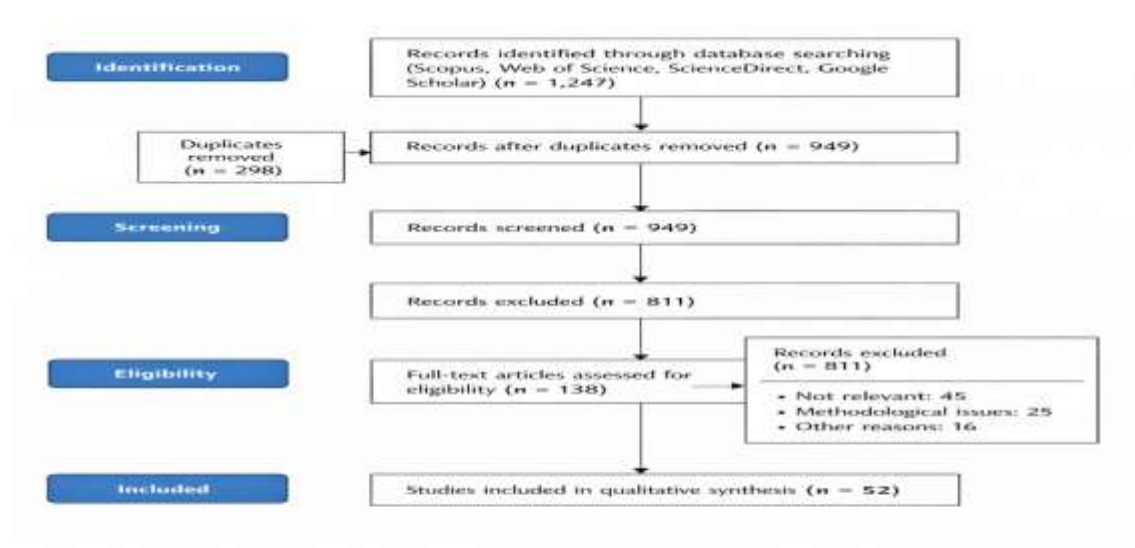 Identification
Records identified through database searching
(Scopus, Web of Science, ScienceDirect, Google
Scholar) (n = 1,247)
Duplicates
removed
(n = 298)
Records after duplicates removed (n = 949)
Screening
Records screened (n = 949)
Records excluded (n = 811)
Eligibility
Full-text articles assessed for
eligibility (n = 138)
Records excluded
(n = 811)
• Not relevant: 45
• Methodological issues: 25
• Other reasons: 16
Included
Studies included in qualitative synthesis (n = 52)